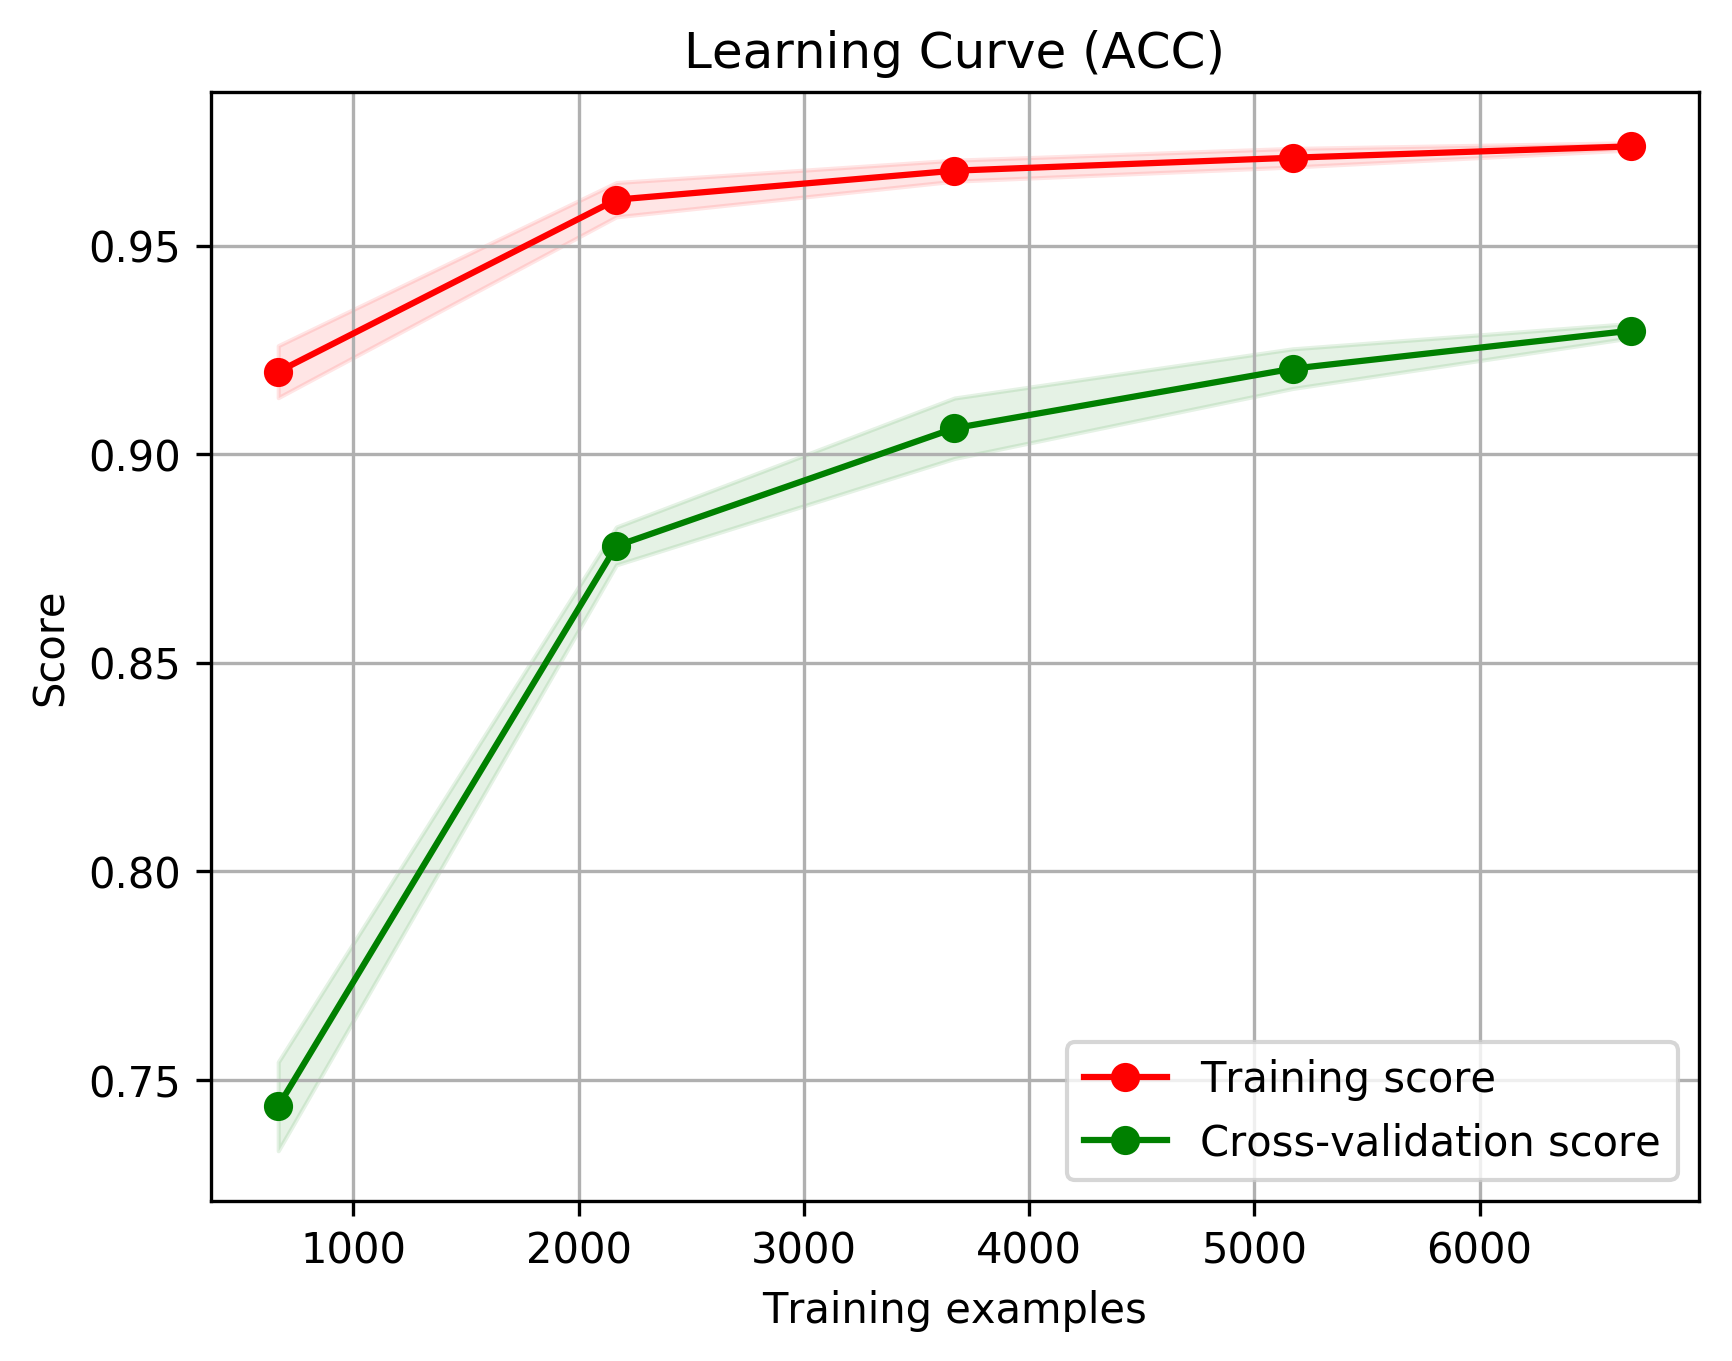 Learning Curve (ACC)
Score
0.95
0.90
0.85
0.80
0.75
1000
2000
3000
4000
5000
6000
Training examples
Training score
Cross-validation score